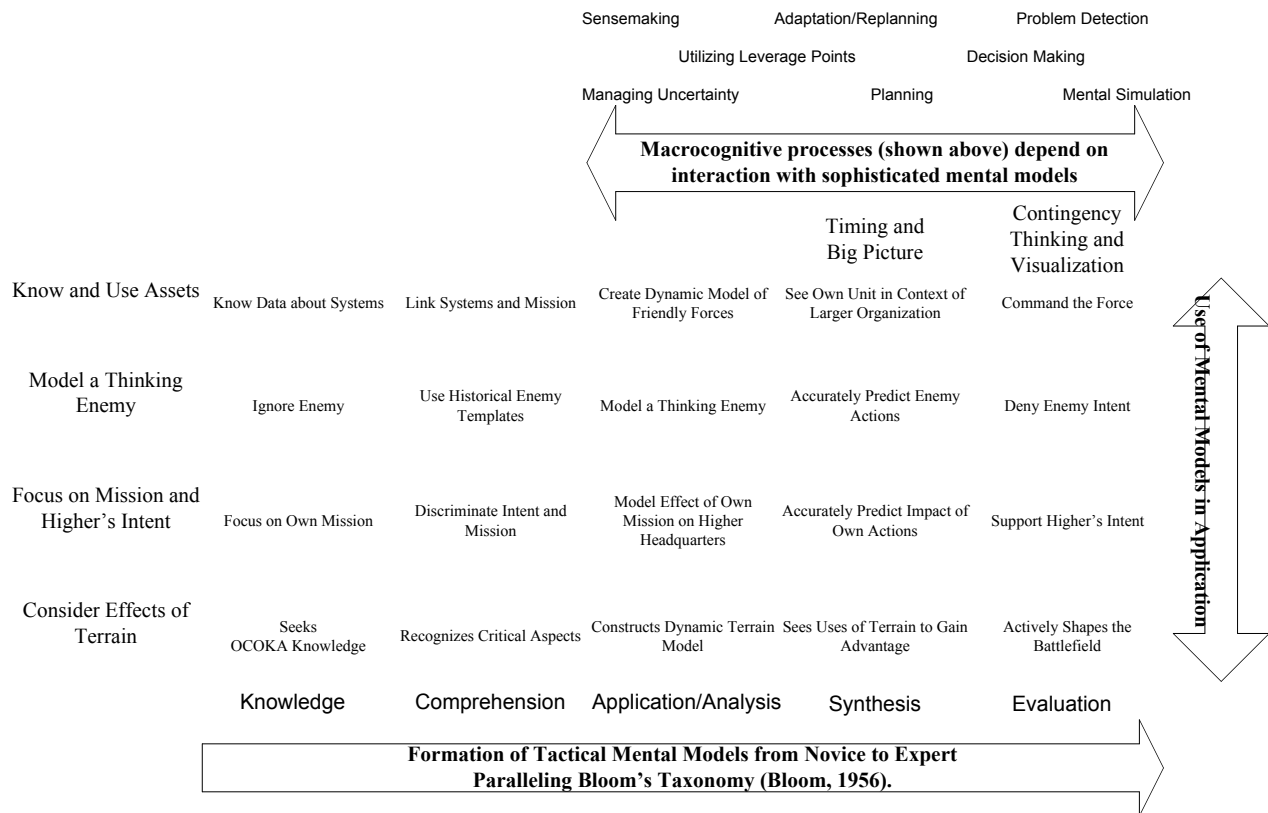 Sensemaking Adaptation/Replanning Problem Detection
Utilizing Leverage Points Decision Making
Managing Uncertainty Planning Mental Simulation
Macrocognitive processes (shown above) depend on
interaction with sophisticated mental models
Timing and
Big Picture
Contingency
Thinking and
Visualization
Know and Use Assets
Know Data about Systems
Link Systems and Mission
Create Dynamic Model of
Friendly Forces
See Own Unit in Context of
Larger Organization
Command the Force
Model a Thinking
Enemy
Ignore Enemy
Use Historical Enemy
Templates
Model a Thinking Enemy
Accurately Predict Enemy
Actions
Deny Enemy Intent
Focus on Mission and
Higher’s Intent
Focus on Own Mission
Discriminate Intent and
Mission
Model Effect of Own
Mission on Higher
Headquarters
Accurately Predict Impact of
Own Actions
Support Higher’s Intent
Consider Effects of
Terrain
Seeks
OCOKA Knowledge
Recognizes Critical Aspects
Constructs Dynamic Terrain
Model
Sees Uses of Terrain to Gain
Advantage
Actively Shapes the
Battlefield
Use of Mental Models in Application
Knowledge Comprehension Application/Analysis Synthesis Evaluation
Formation of Tactical Mental Models from Novice to Expert
Paralleling Bloom’s Taxonomy (Bloom, 1956).